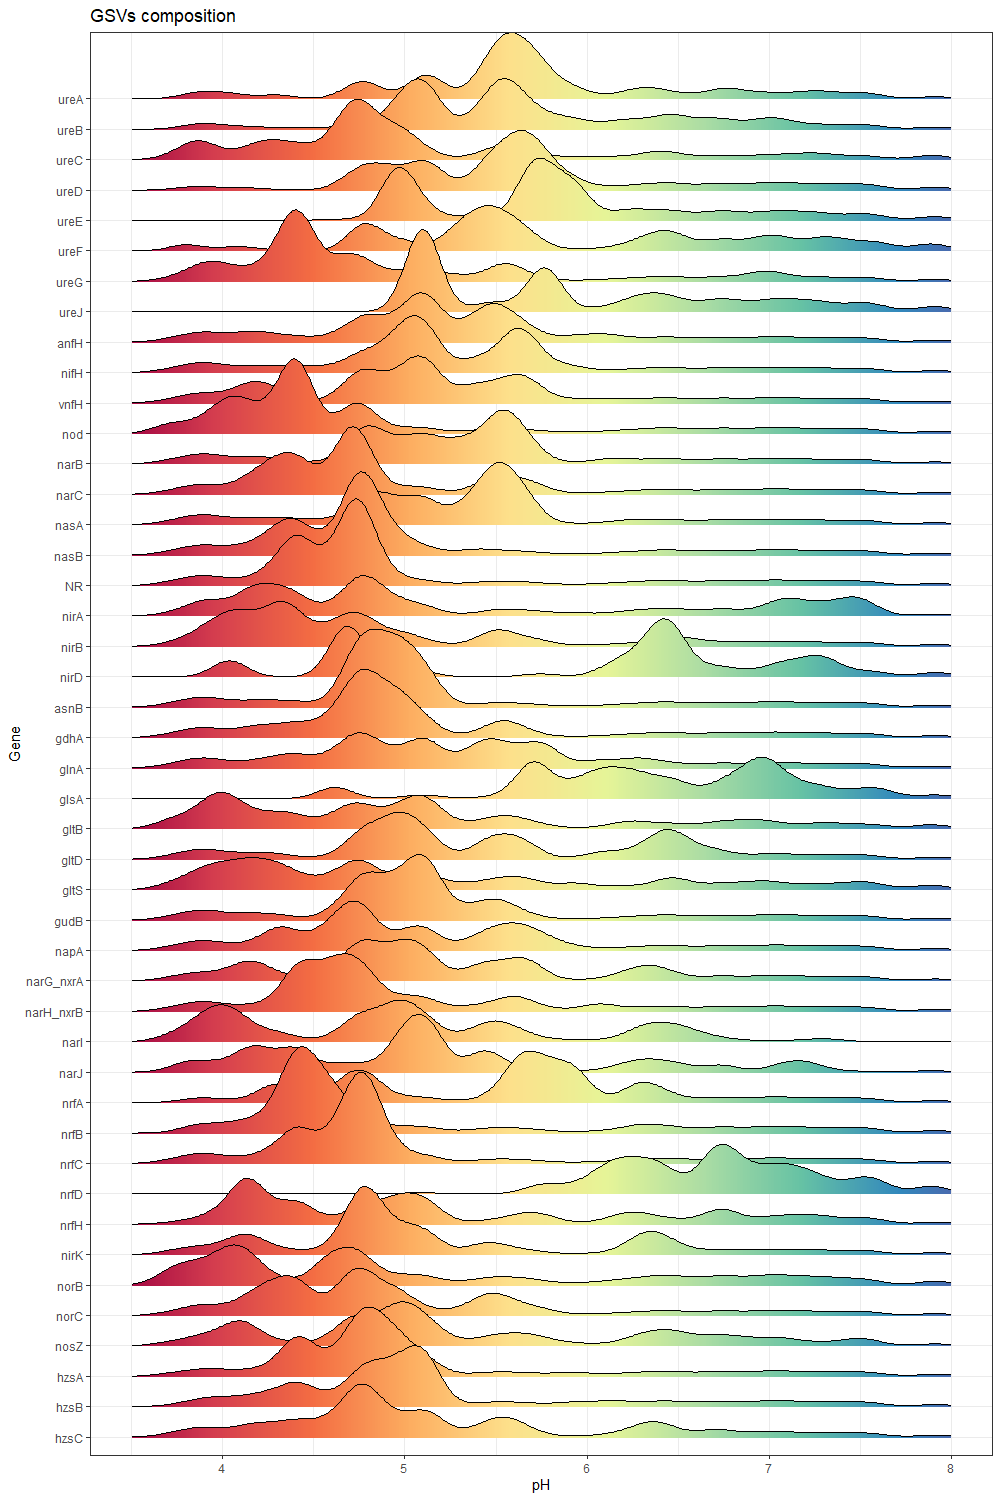 GSVs composition
ureA
ureB
ureC
ureD
ureE
ureF
ureG
ureJ
anfH
nifH
vnfH
nod
narB
narC
nasA
nasB
NR
nirA
nirB
nirD
asnB
gdhA
glnA
glsA
gltB
gltD
gltS
gudB
napA
narG_nxrA
narH_nxrB
narI
narJ
nrfA
nrfB
nrfC
nrfD
nrfH
nirK
norB
norC
nosZ
hzsA
hzsB
hzsC
Gene
4 5 6 7 8
pH